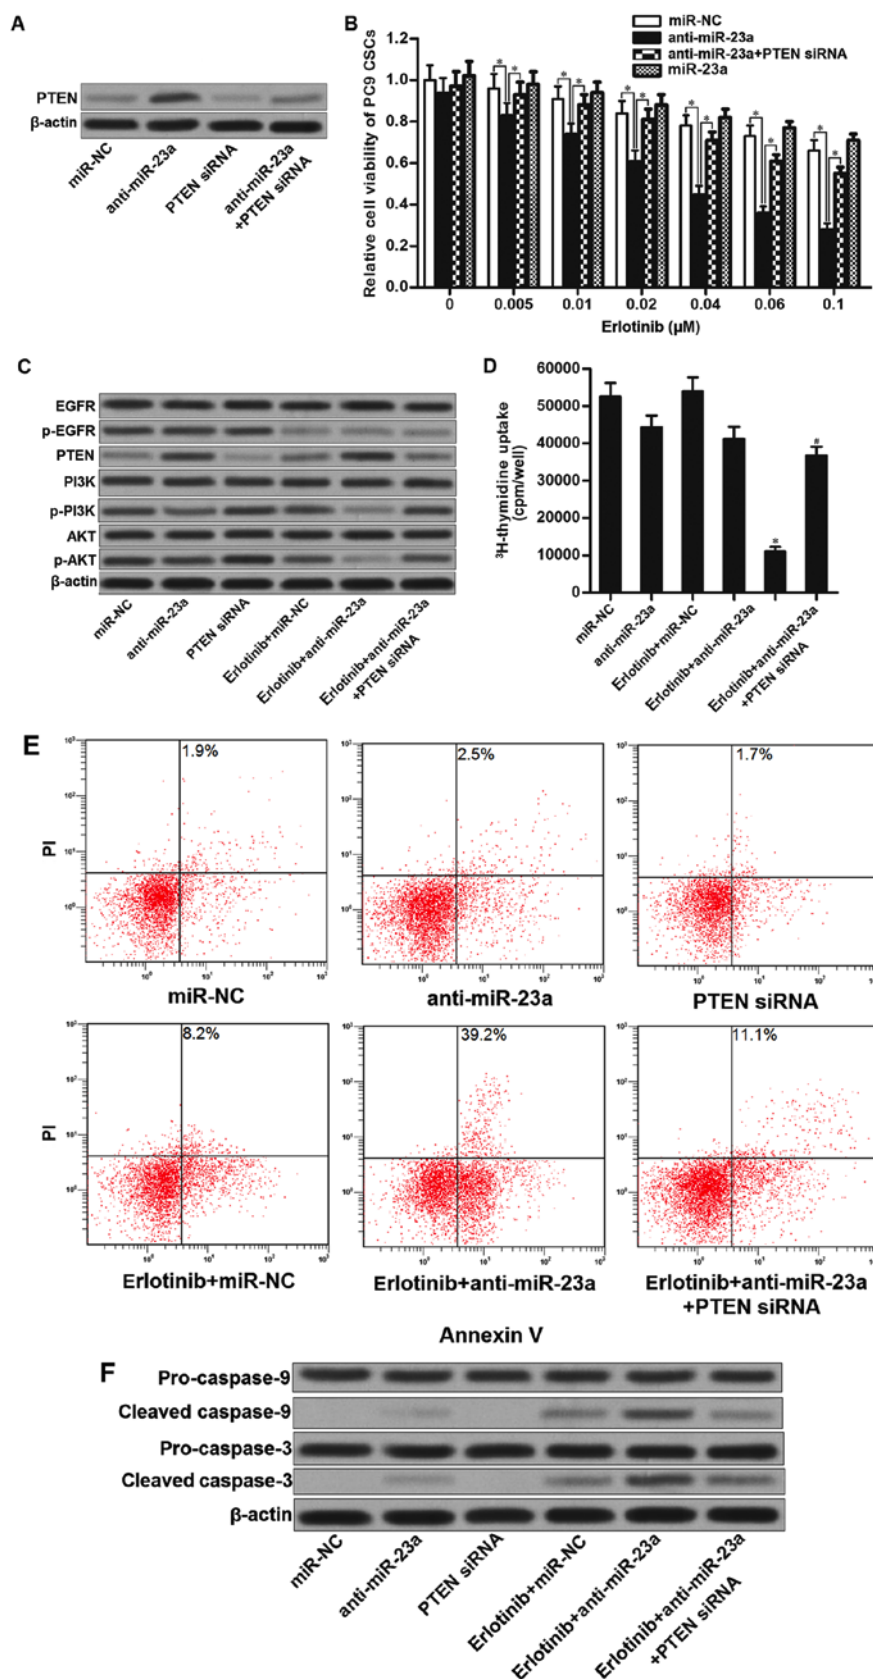 A
PTEN
β-actin
miR-NC
anti-miR-23a
PTEN siRNA
anti-miR-23a
+PTEN siRNA
B
miR-NC
anti-miR-23a
anti-miR-23a+PTEN siRNA
miR-23a
Relative cell viability of PC9 CSCs
1.2
1.0
0.8
0.6
0.4
0.2
0.0
* * * * * * * * * * * *
0 0.005 0.01 0.02 0.04 0.06 0.1
Erlotinib (μM)
C
EGFR
p-EGFR
PTEN
PI3K
p-PI3K
AKT
p-AKT
β-actin
miR-NC
anti-miR-23a
PTEN siRNA
Erlotinib+miR-NC
Erlotinib+anti-miR-23a
Erlotinib+anti-miR-23a
+PTEN siRNA
D
³H-thymidine uptake
(cpm/well)
60000
50000
40000
30000
20000
10000
0
*
#
miR-NC
anti-miR-23a
Erlotinib+miR-NC
Erlotinib+anti-miR-23a
Erlotinib+anti-miR-23a
+PTEN siRNA
E
1.9%
2.5%
1.7%
PI
miR-NC
anti-miR-23a
PTEN siRNA
8.2%
39.2%
11.1%
PI
Erlotinib+miR-NC
Erlotinib+anti-miR-23a
Erlotinib+anti-miR-23a
+PTEN siRNA
Annexin V
F
Pro-caspase-9
Cleaved caspase-9
Pro-caspase-3
Cleaved caspase-3
β-actin
miR-NC
anti-miR-23a
PTEN siRNA
Erlotinib+miR-NC
Erlotinib+anti-miR-23a
Erlotinib+anti-miR-23a
+PTEN siRNA